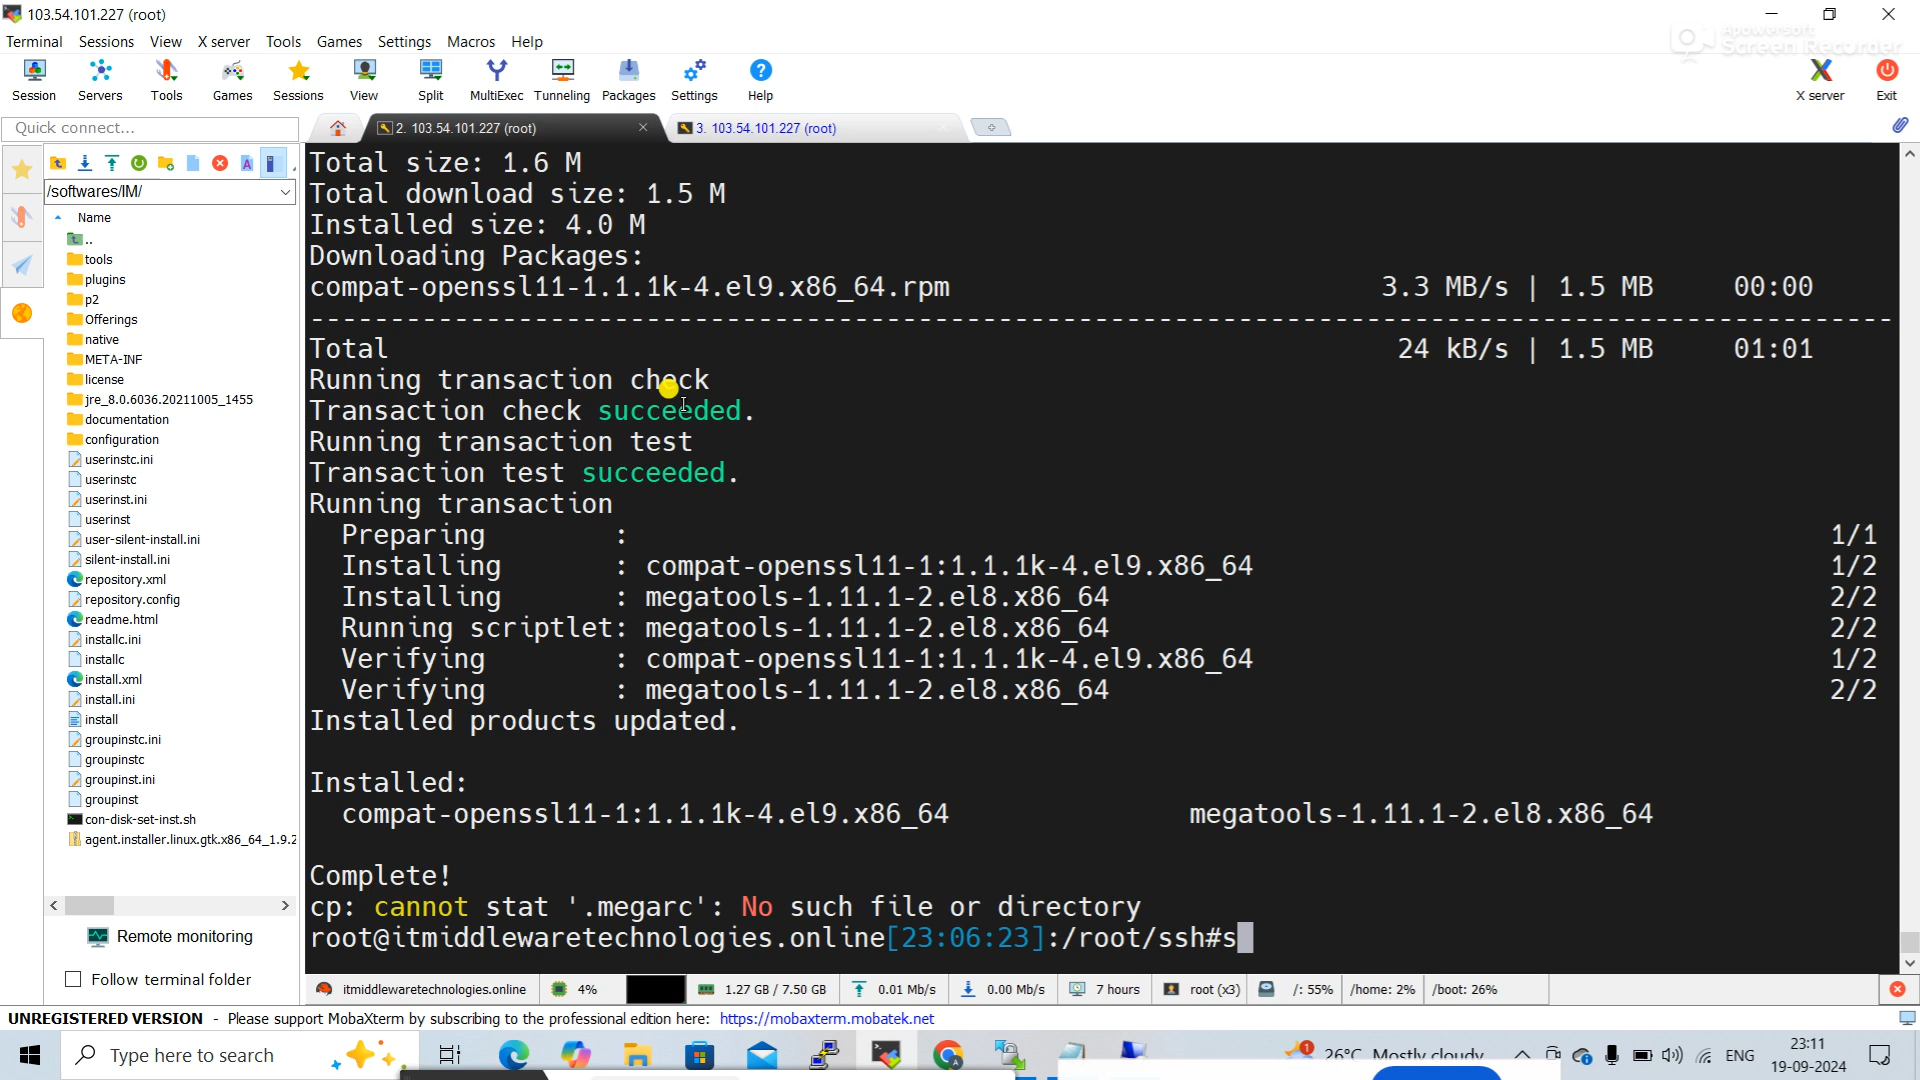 103.54.101.227 (root)
Terminal Sessions View X server Tools Games Settings Macros Help
Apowersoft
Screen Recorder
Session Servers Tools Games Sessions View Split MultiExec Tunneling Packages Settings Help X server Exit
Quick connect...
2. 103.54.101.227 (root)
3. 103.54.101.227 (root)
/softwares/IM/
Name
..
tools
plugins
p2
Offerings
native
META-INF
license
jre_8.0.6036.20211005_1455
documentation
configuration
userinstc.ini
userinstc
userinst.ini
userinst
user-silent-install.ini
silent-install.ini
repository.xml
repository.config
readme.html
installc.ini
installc
install.xml
install.ini
install
groupinstc.ini
groupinstc
groupinst.ini
groupinst
con-disk-set-inst.sh
agent.installer.linux.gtk.x86_64_1.9.2
Remote monitoring
Follow terminal folder
Total size: 1.6 M
Total download size: 1.5 M
Installed size: 4.0 M
Downloading Packages:
compat-openssl11-1.1.1k-4.el9.x86_64.rpm 3.3 MB/s | 1.5 MB 00:00
--------------------------------------------------------------------------------
Total 24 kB/s | 1.5 MB 01:01
Running transaction check
Transaction check succeeded.
Running transaction test
Transaction test succeeded.
Running transaction
Preparing : 1/1
Installing : compat-openssl11-1:1.1.1k-4.el9.x86_64 1/2
Installing : megatools-1.11.1-2.el8.x86_64 2/2
Running scriptlet: megatools-1.11.1-2.el8.x86_64 2/2
Verifying : compat-openssl11-1:1.1.1k-4.el9.x86_64 1/2
Verifying : megatools-1.11.1-2.el8.x86_64 2/2
Installed products updated.
Installed:
compat-openssl11-1:1.1.1k-4.el9.x86_64 megatools-1.11.1-2.el8.x86_64
Complete!
cp: cannot stat '.megarc': No such file or directory
root@itmiddlewaretechnologies.online[23:06:23]:/root/ssh#s
itmiddlewaretechnologies.online 4% 1.27 GB / 7.50 GB 0.01 Mb/s 0.00 Mb/s 7 hours root (x3) /: 55% /home: 2% /boot: 26%
UNREGISTERED VERSION - Please support MobaXterm by subscribing to the professional edition here: https://mobaxterm.mobatek.net
Type here to search
1
26°C Mostly cloudy
ENG
23:11
19-09-2024